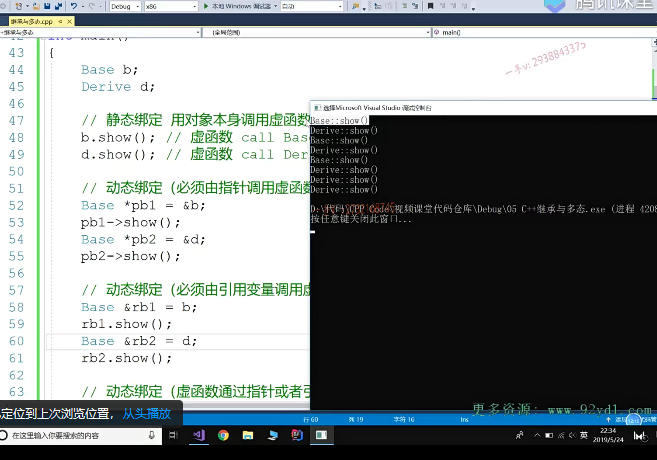 Debug
x86
本地 Windows 调试器
自动
腾讯课堂
继承与多态.cpp
继承与多态
(全局范围)
main()
43 {
44 Base b;
45 Derive d;
46
47 // 静态绑定 用对象本身调用虚函数
48 b.show(); // 虚函数 call Bas
49 d.show(); // 虚函数 call Der
50
51 // 动态绑定（必须由指针调用虚函数
52 Base *pb1 = &b;
53 pb1->show();
54 Base *pb2 = &d;
55 pb2->show();
56
57 // 动态绑定（必须由引用变量调用虚
58 Base &rb1 = b;
59 rb1.show();
60 Base &rb2 = d;
61 rb2.show();
62
63 // 动态绑定（虚函数通过指针或者引
选择Microsoft Visual Studio 调试控制台
Base::show()
Derive::show()
Base::show()
Derive::show()
Base::show()
Derive::show()
Derive::show()
Derive::show()
D:\代码\CPP Code\视频课堂代码仓库\Debug\05 C++继承与多态.exe (进程 4208
按任意键关闭此窗口...
一手v:2938843375
定位到上次浏览位置， 从头播放
更多资源: www.92vdl.com
行 60
列 19
字符 16
Ins
在这里输入你要搜索的内容
英
22:34
2019/5/24